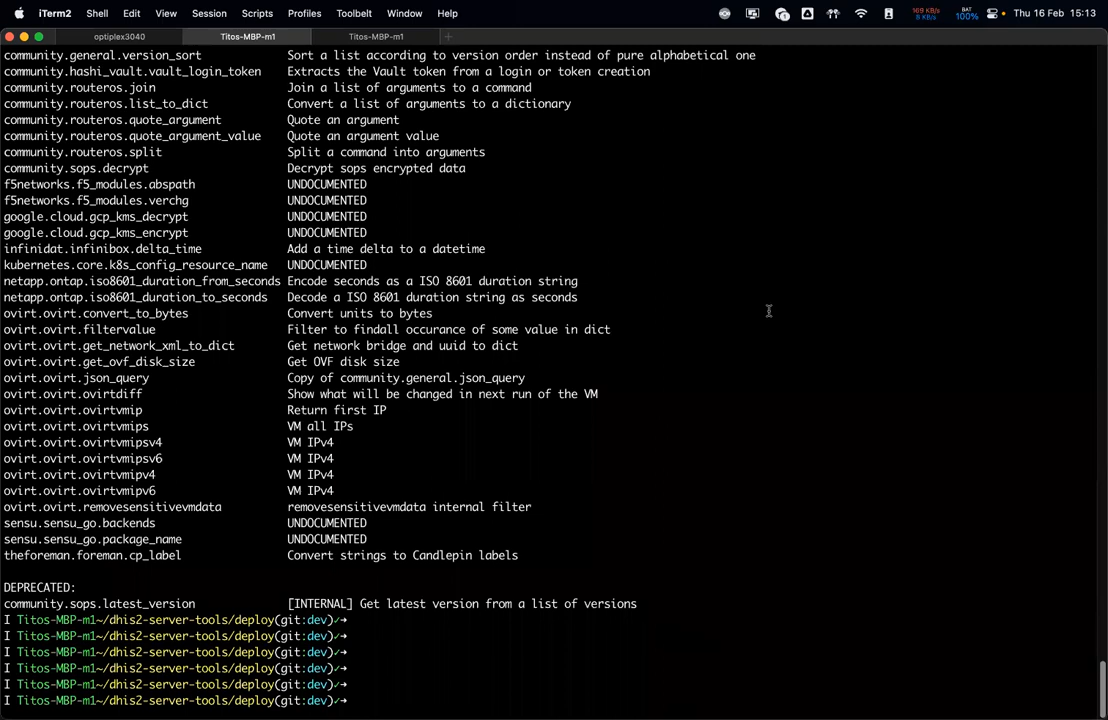 iTerm2 Shell Edit View Session Scripts Profiles Toolbelt Window Help 109 KB/s 8 KB/s BAT 100% Thu 16 Feb 15:13
optiplex3040 Titos-MBP-m1 Titos-MBP-m1 +
community.general.version_sort Sort a list according to version order instead of pure alphabetical one
community.hashi_vault.vault_login_token Extracts the Vault token from a login or token creation
community.routeros.join Join a list of arguments to a command
community.routeros.list_to_dict Convert a list of arguments to a dictionary
community.routeros.quote_argument Quote an argument
community.routeros.quote_argument_value Quote an argument value
community.routeros.split Split a command into arguments
community.sops.decrypt Decrypt sops encrypted data
f5networks.f5_modules.abspath UNDOCUMENTED
f5networks.f5_modules.verchg UNDOCUMENTED
google.cloud.gcp_kms_decrypt UNDOCUMENTED
google.cloud.gcp_kms_encrypt UNDOCUMENTED
infinidat.infinibox.delta_time Add a time delta to a datetime
kubernetes.core.k8s_config_resource_name UNDOCUMENTED
netapp.ontap.iso8601_duration_from_seconds Encode seconds as a ISO 8601 duration string
netapp.ontap.iso8601_duration_to_seconds Decode a ISO 8601 duration string as seconds
ovirt.ovirt.convert_to_bytes Convert units to bytes
ovirt.ovirt.filtervalue Filter to findall occurance of some value in dict
ovirt.ovirt.get_network_xml_to_dict Get network bridge and uuid to dict
ovirt.ovirt.get_ovf_disk_size Get OVF disk size
ovirt.ovirt.json_query Copy of community.general.json_query
ovirt.ovirt.ovirtdiff Show what will be changed in next run of the VM
ovirt.ovirt.ovirtvmip Return first IP
ovirt.ovirt.ovirtvmips VM all IPs
ovirt.ovirt.ovirtvmipsv4 VM IPv4
ovirt.ovirt.ovirtvmipsv6 VM IPv4
ovirt.ovirt.ovirtvmipv4 VM IPv4
ovirt.ovirt.ovirtvmipv6 VM IPv4
ovirt.ovirt.removesensitivevmdata removesensitivevmdata internal filter
sensu.sensu_go.backends UNDOCUMENTED
sensu.sensu_go.package_name UNDOCUMENTED
theforeman.foreman.cp_label Convert strings to Candlepin labels
DEPRECATED:
community.sops.latest_version [INTERNAL] Get latest version from a list of versions
I Titos-MBP-m1~/dhis2-server-tools/deploy(git:dev)✓➜
I Titos-MBP-m1~/dhis2-server-tools/deploy(git:dev)✓➜
I Titos-MBP-m1~/dhis2-server-tools/deploy(git:dev)✓➜
I Titos-MBP-m1~/dhis2-server-tools/deploy(git:dev)✓➜
I Titos-MBP-m1~/dhis2-server-tools/deploy(git:dev)✓➜
I Titos-MBP-m1~/dhis2-server-tools/deploy(git:dev)✓➜